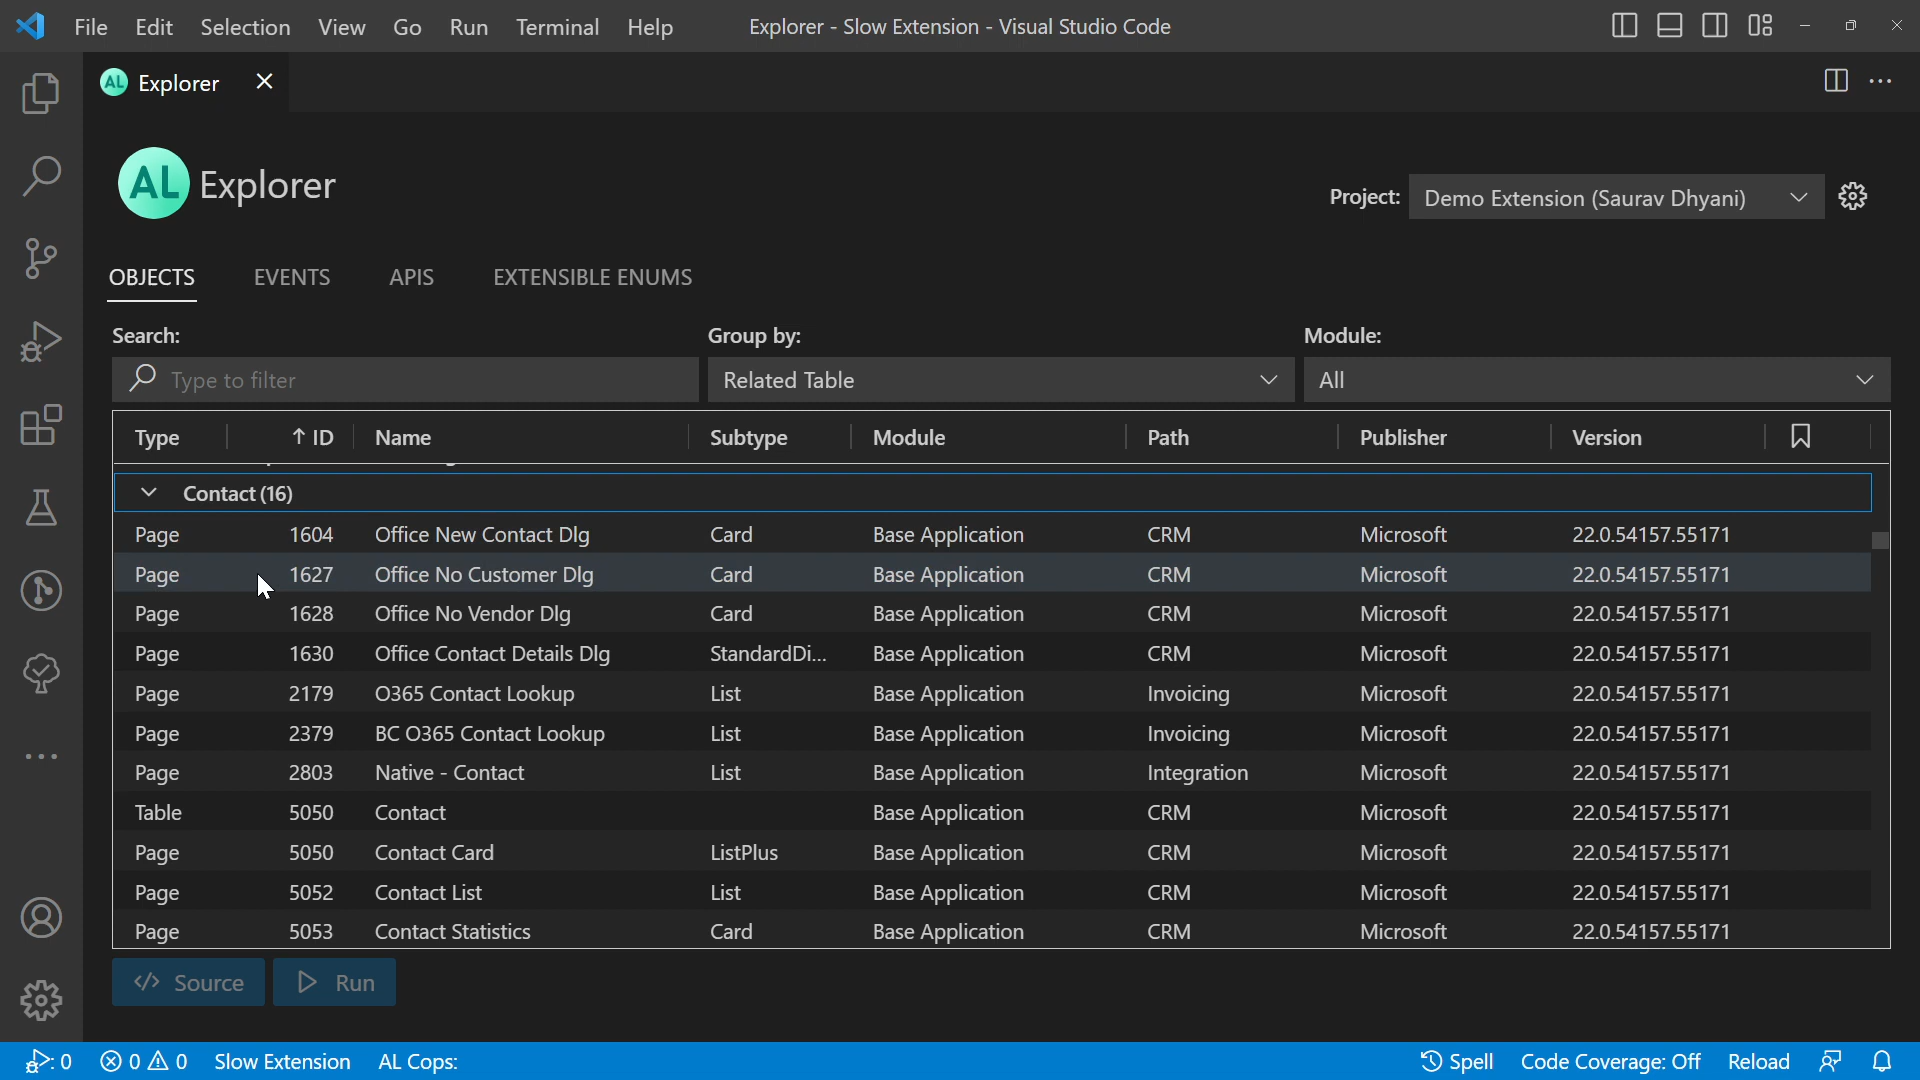 File Edit Selection View Go Run Terminal Help Explorer - Slow Extension - Visual Studio Code
AL Explorer
AL Explorer
Project: Demo Extension (Saurav Dhyani)
OBJECTS EVENTS APIS EXTENSIBLE ENUMS
Search: Group by: Module:
Type to filter Related Table All
Type ID Name Subtype Module Path Publisher Version
Contact (16)
Page 1604 Office New Contact Dlg Card Base Application CRM Microsoft 22.0.54157.55171
Page 1627 Office No Customer Dlg Card Base Application CRM Microsoft 22.0.54157.55171
Page 1628 Office No Vendor Dlg Card Base Application CRM Microsoft 22.0.54157.55171
Page 1630 Office Contact Details Dlg StandardDi... Base Application CRM Microsoft 22.0.54157.55171
Page 2179 O365 Contact Lookup List Base Application Invoicing Microsoft 22.0.54157.55171
Page 2379 BC O365 Contact Lookup List Base Application Invoicing Microsoft 22.0.54157.55171
Page 2803 Native - Contact List Base Application Integration Microsoft 22.0.54157.55171
Table 5050 Contact Base Application CRM Microsoft 22.0.54157.55171
Page 5050 Contact Card ListPlus Base Application CRM Microsoft 22.0.54157.55171
Page 5052 Contact List List Base Application CRM Microsoft 22.0.54157.55171
Page 5053 Contact Statistics Card Base Application CRM Microsoft 22.0.54157.55171
Source Run
: 0 0 0 Slow Extension AL Cops: Spell Code Coverage: Off Reload